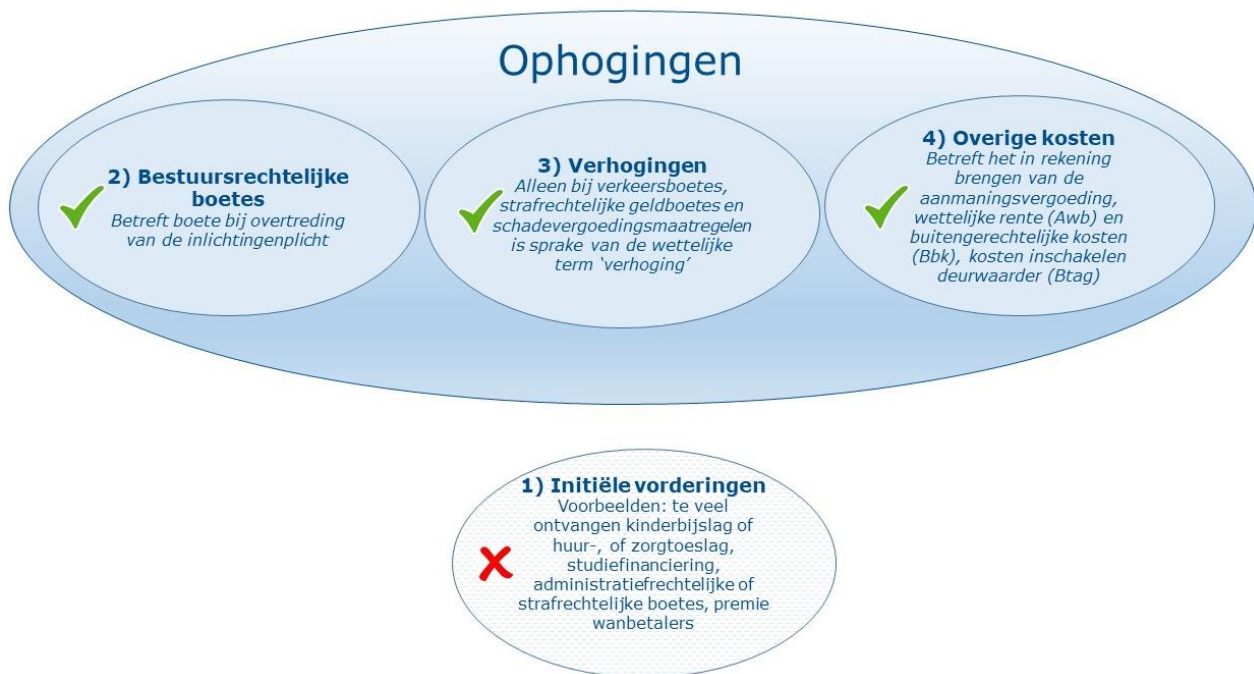 Ophogingen
2) Bestuursrechtelijke
boetes
Betreft boete bij overtreding
van de inlichtingenplicht
3) Verhogingen
Alleen bij verkeersboetes,
strafrechtelijke geldboetes en
schadevergoedingsmaatregelen
is sprake van de wettelijke
term ‘verhoging’
4) Overige kosten
Betreft het in rekening
brengen van de
aanmaningsvergoeding,
wettelijke rente (Awb) en
buitengerechtelijke kosten
(Bbk), kosten inschakelen
deurwaarder (Btag)
1) Initiële vorderingen
Voorbeelden: te veel
ontvangen kinderbijslag of
huur-, of zorgtoeslag,
studiefinanciering,
administratiefrechtelijke of
strafrechtelijke boetes, premie
wanbetalers